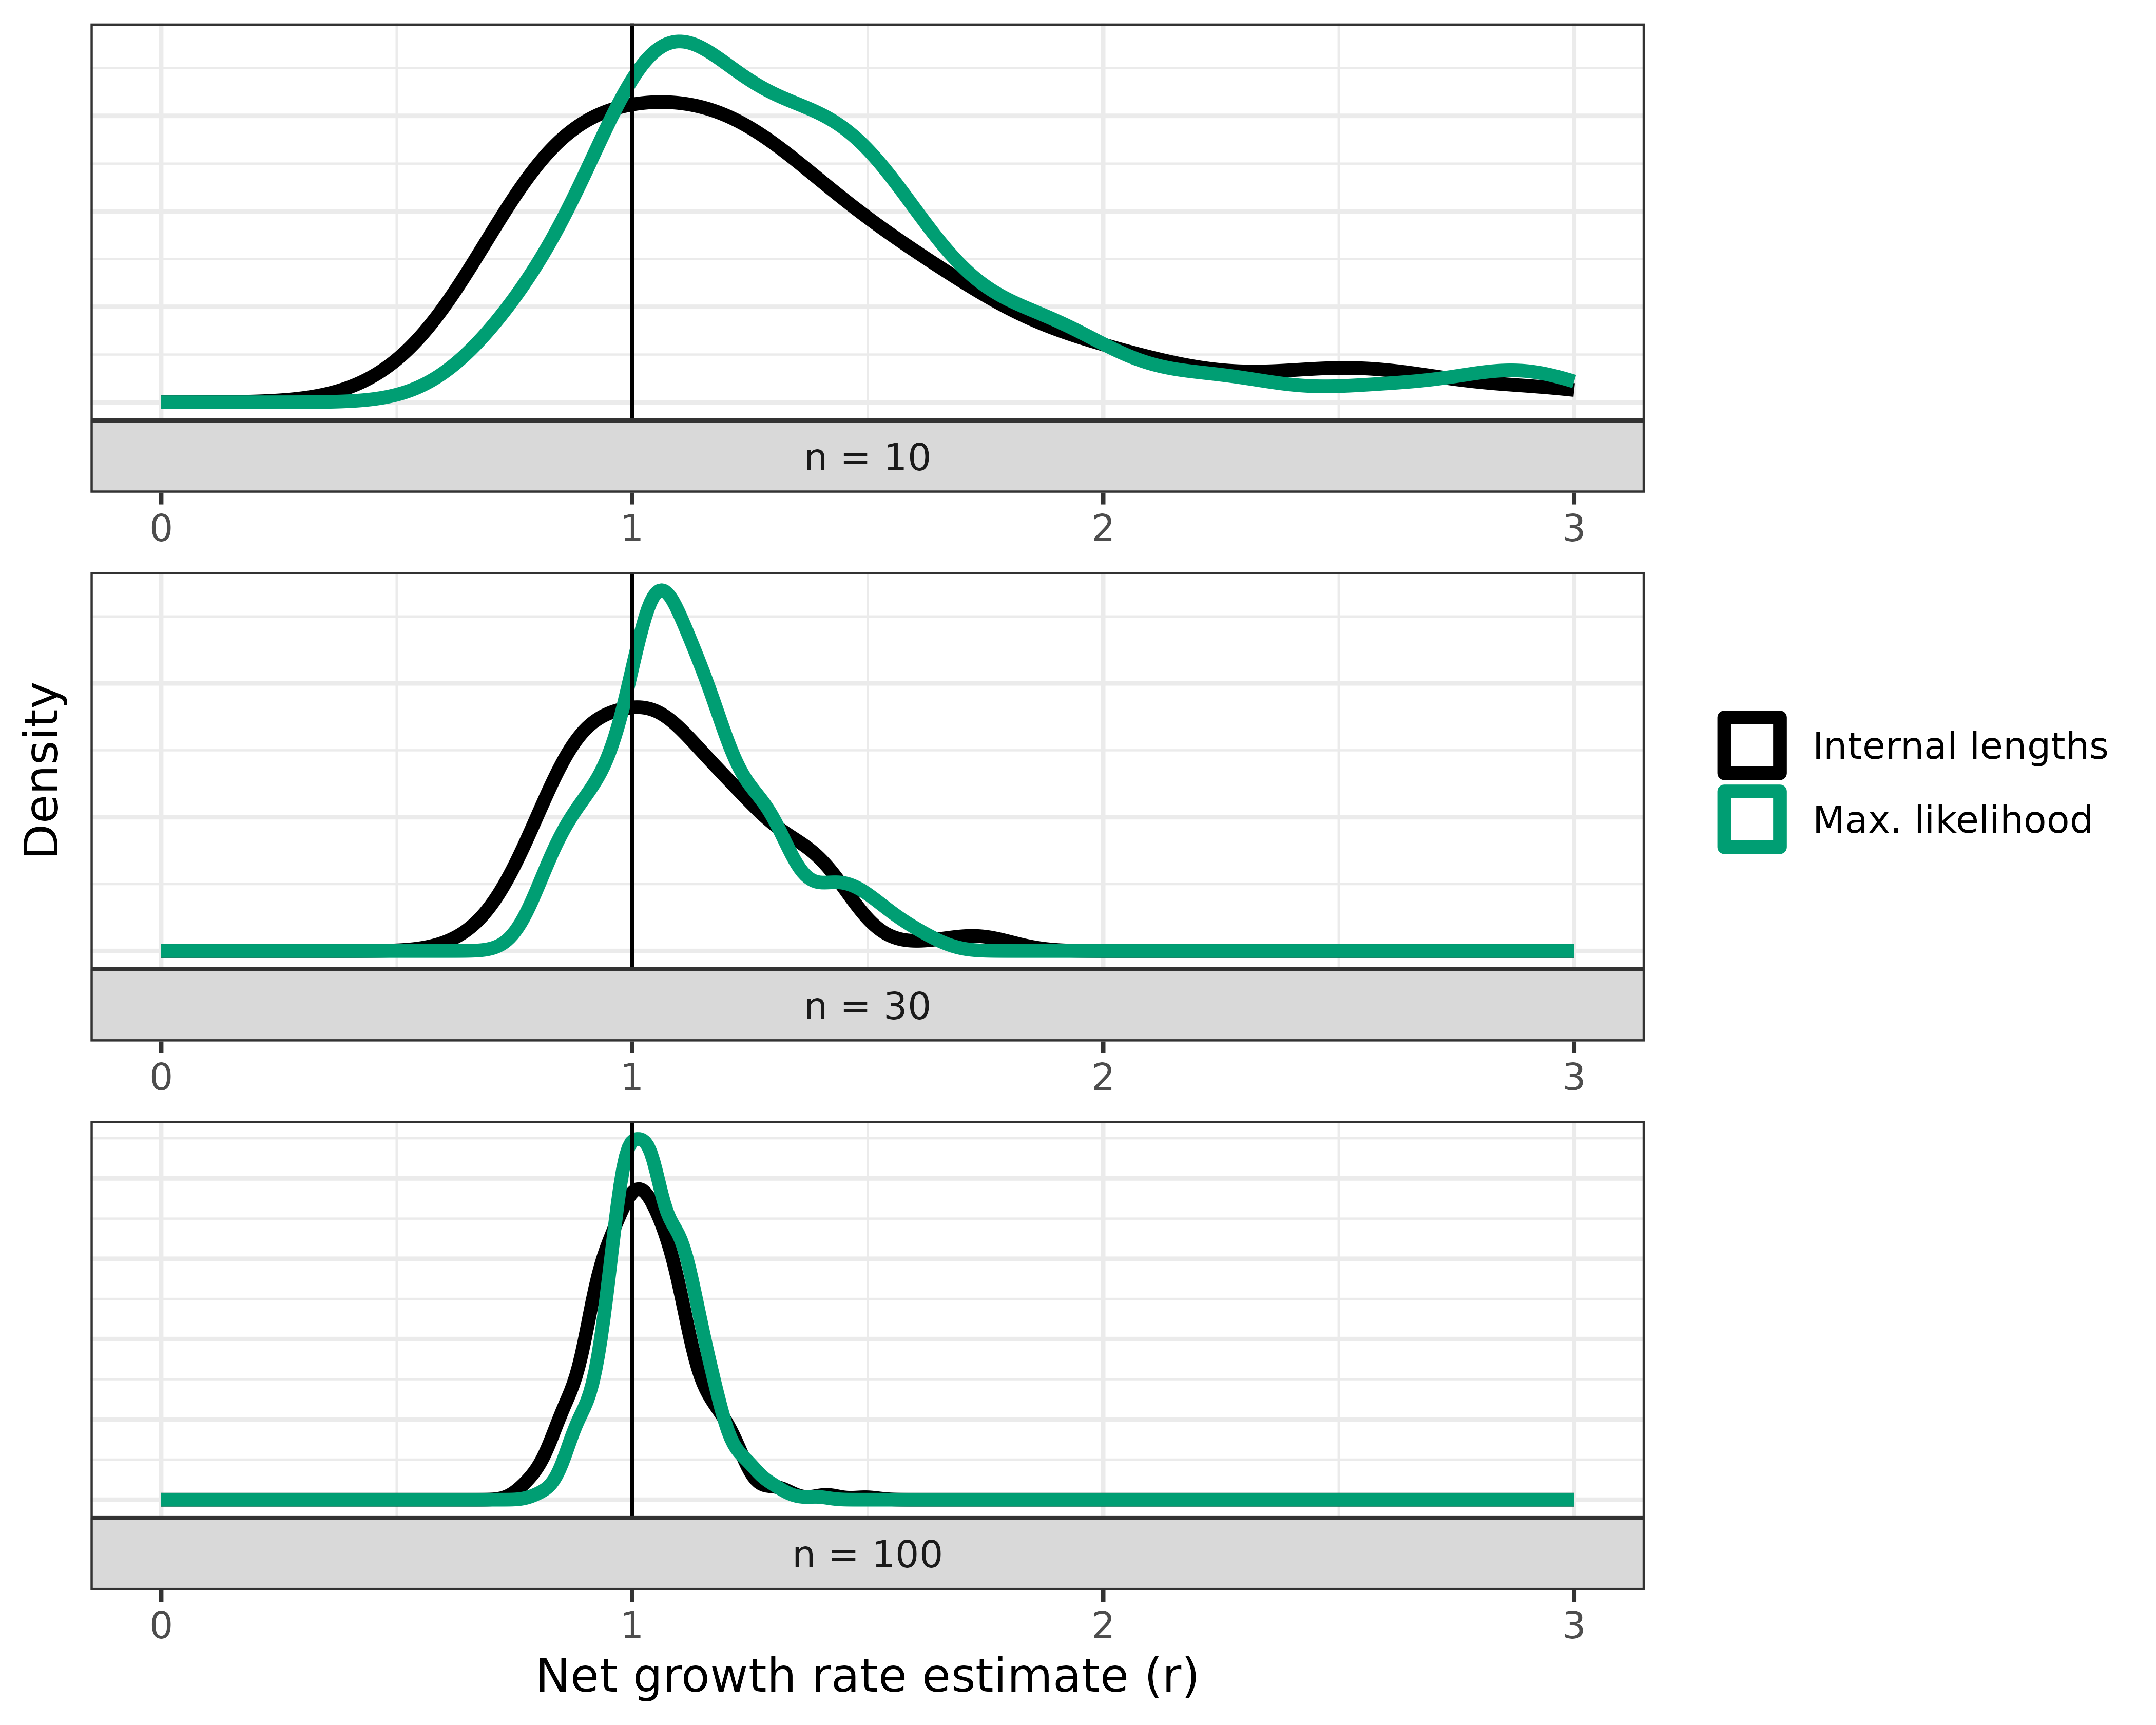 n = 10
0 1 2 3
Density
n = 30
0 1 2 3
Internal lengths
Max. likelihood
n = 100
0 1 2 3
Net growth rate estimate (r)